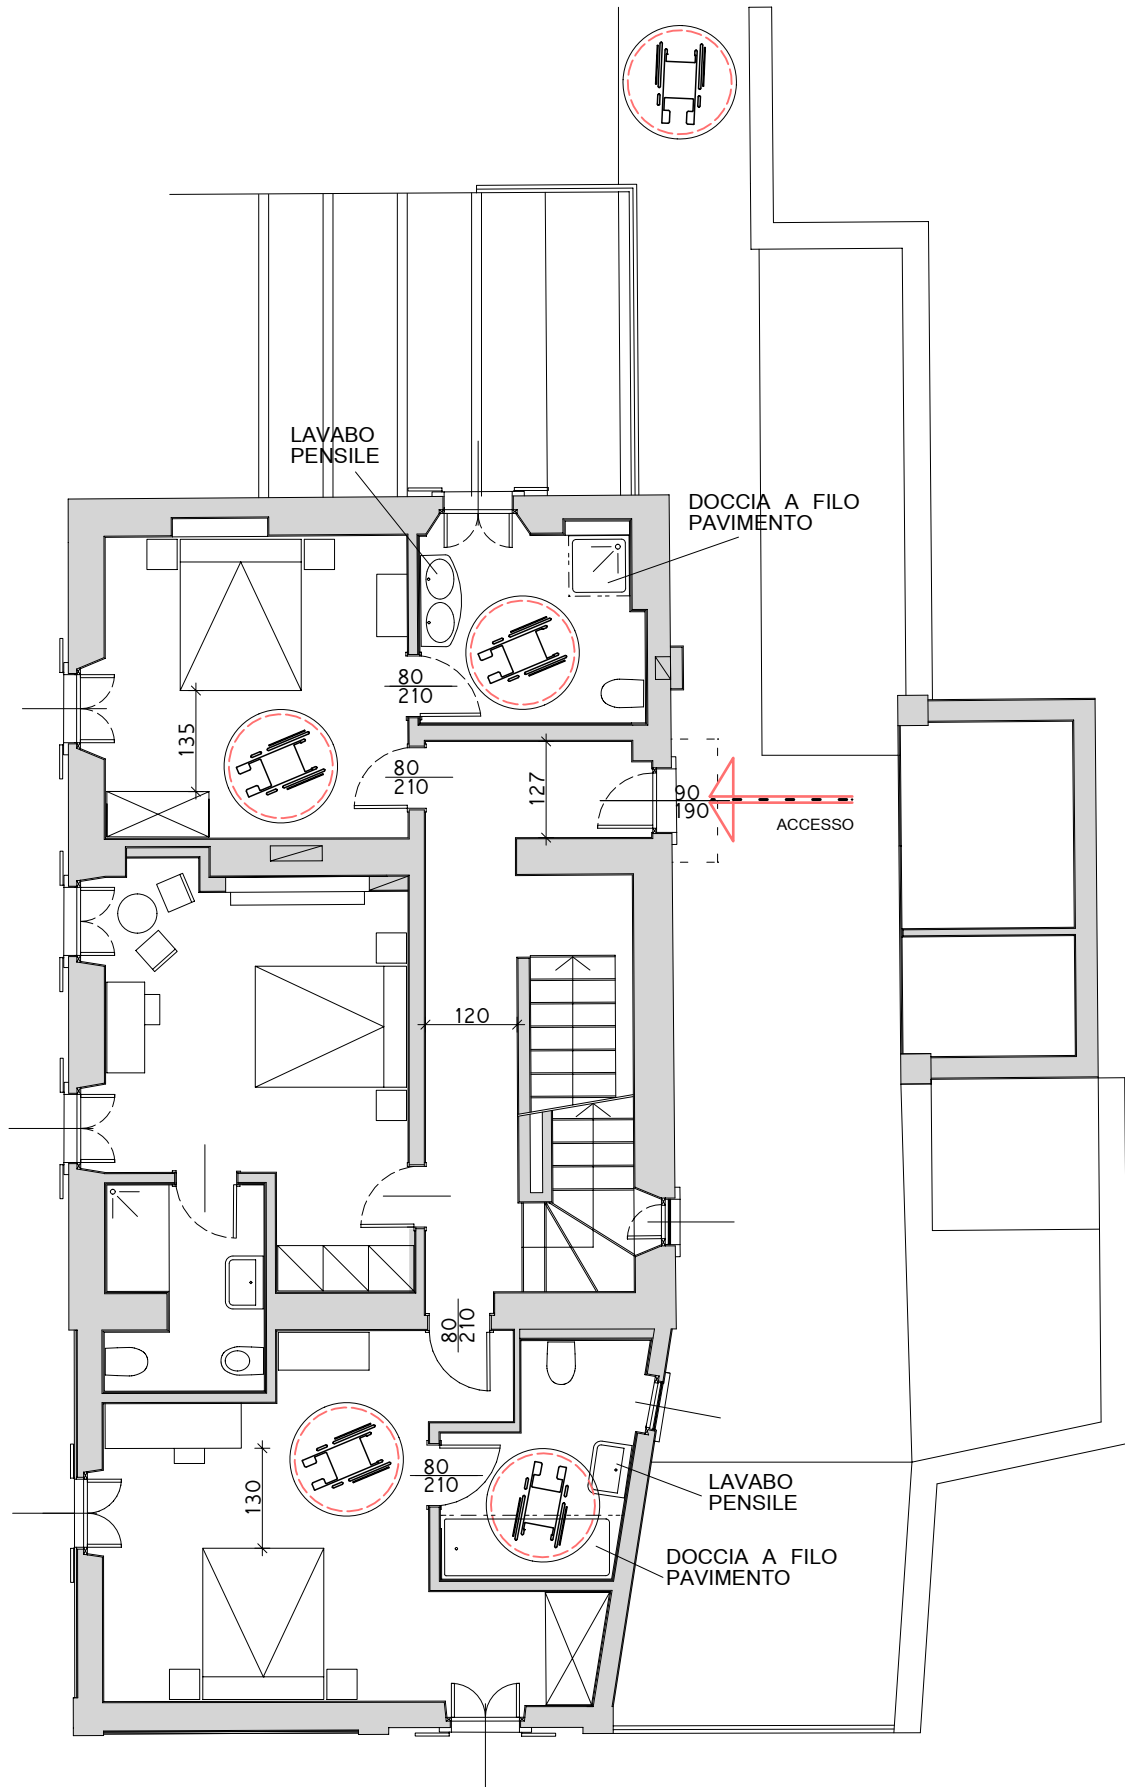 LAVABO
PENSILE
DOCCIA A FILO
PAVIMENTO
80
210
135
80
210
127
90
190
ACCESSO
120
80
210
80
210
130
LAVABO
PENSILE
DOCCIA A FILO
PAVIMENTO